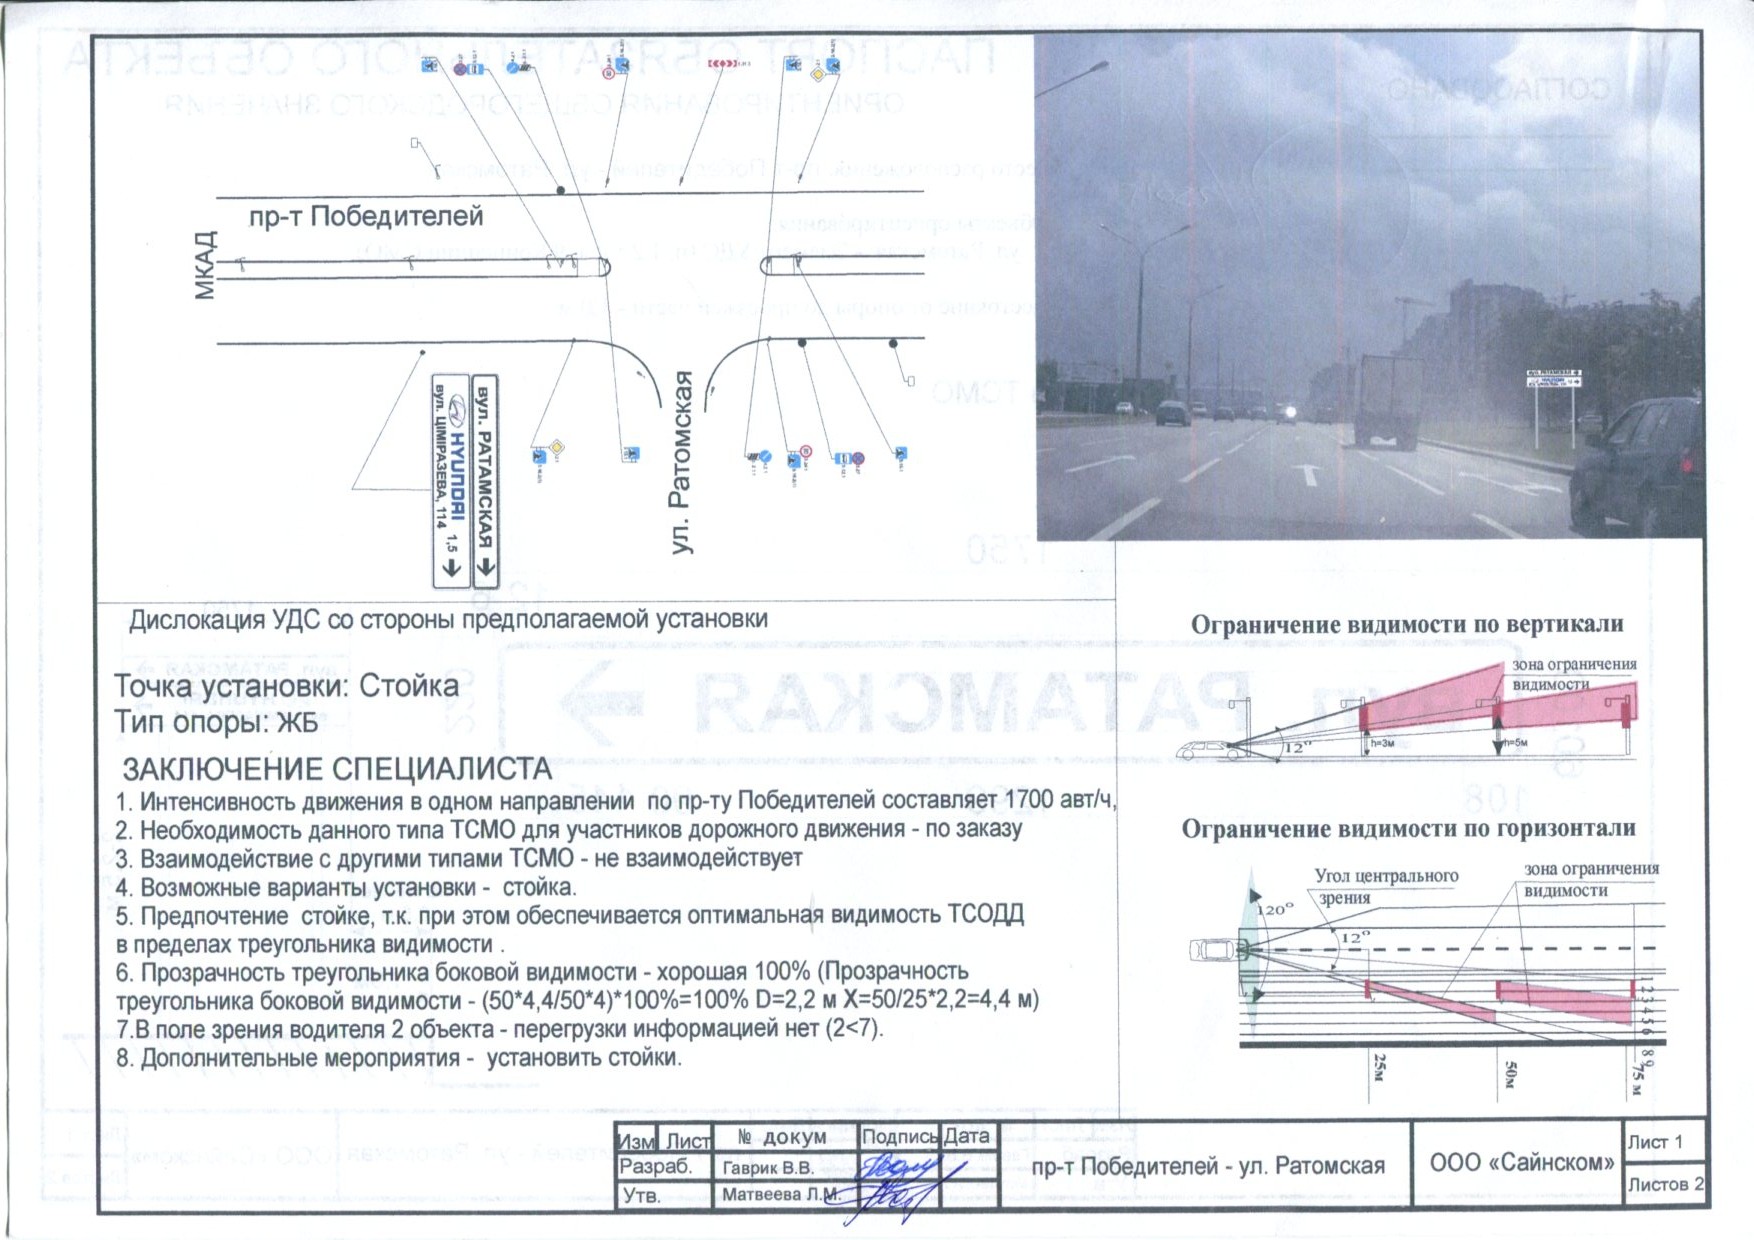 пр-т Победителей
МКАД
вул. РАТАМСКАЯ
HYUNDAI 1,5
вул. ЦІМІРАЗЕВА, 114
ул. Ратомская
вул. РАТАМСКАЯ
HYUNDAI
Дислокация УДС со стороны предполагаемой установки
Точка установки: Стойка
Тип опоры: ЖБ
ЗАКЛЮЧЕНИЕ СПЕЦИАЛИСТА
1. Интенсивность движения в одном направлении по пр-ту Победителей составляет 1700 авт/ч,
2. Необходимость данного типа ТСМО для участников дорожного движения - по заказу
3. Взаимодействие с другими типами ТСМО - не взаимодействует
4. Возможные варианты установки - стойка.
5. Предпочтение стойке, т.к. при этом обеспечивается оптимальная видимость ТСОДД
в пределах треугольника видимости .
6. Прозрачность треугольника боковой видимости - хорошая 100% (Прозрачность
треугольника боковой видимости - (50*4,4/50*4)*100%=100% D=2,2 м X=50/25*2,2=4,4 м)
7.В поле зрения водителя 2 объекта - перегрузки информацией нет (2<7).
8. Дополнительные мероприятия - установить стойки.
Ограничение видимости по вертикали
зона ограничения
видимости
12°
h=3м
h=5м
Ограничение видимости по горизонтали
Угол центрального
зрения
зона ограничения
видимости
120°
12°
1 2 3 4 5 6 8 9
25м
50м
75 м
Изм Лист № докум Подпись Дата
Разраб. Гаврик В.В.
Утв. Матвеева Л.М.
пр-т Победителей - ул. Ратомская
ООО «Сайнском»
Лист 1
Листов 2